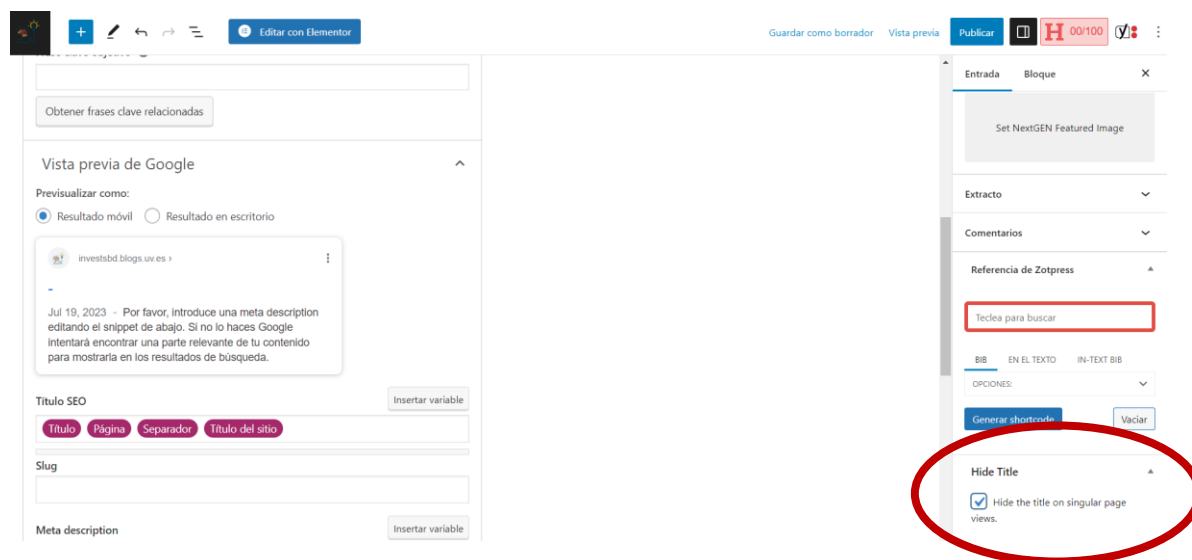 Editar con Elementor
Guardar como borrador Vista previa Publicar H 00/100
Obtener frases clave relacionadas
Vista previa de Google
Previsualizar como:
Resultado móvil Resultado en escritorio
investsbd.blogs.uv.es ›
-
Jul 19, 2023 - Por favor, introduce una meta description
editando el snippet de abajo. Si no lo haces Google
intentará encontrar una parte relevante de tu contenido
para mostrarla en los resultados de búsqueda.
Título SEO Insertar variable
Título Página Separador Título del sitio
Slug
Meta description Insertar variable
Entrada Bloque
Set NextGEN Featured Image
Extracto
Comentarios
Referencia de Zotpress
Teclea para buscar
BIB EN EL TEXTO IN-TEXT BIB
OPCIONES:
Generar shortcode Vaciar
Hide Title
Hide the title on singular page
views.